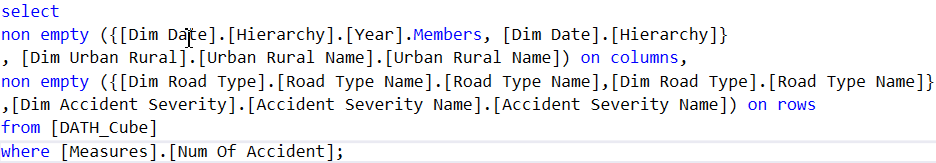 select
non empty ({[Dim Date].[Hierarchy].[Year].Members, [Dim Date].[Hierarchy]}
, [Dim Urban Rural].[Urban Rural Name].[Urban Rural Name]) on columns,
non empty ({[Dim Road Type].[Road Type Name].[Road Type Name],[Dim Road Type].[Road Type Name]}
,[Dim Accident Severity].[Accident Severity Name].[Accident Severity Name]) on rows
from [DATH_Cube]
where [Measures].[Num Of Accident];